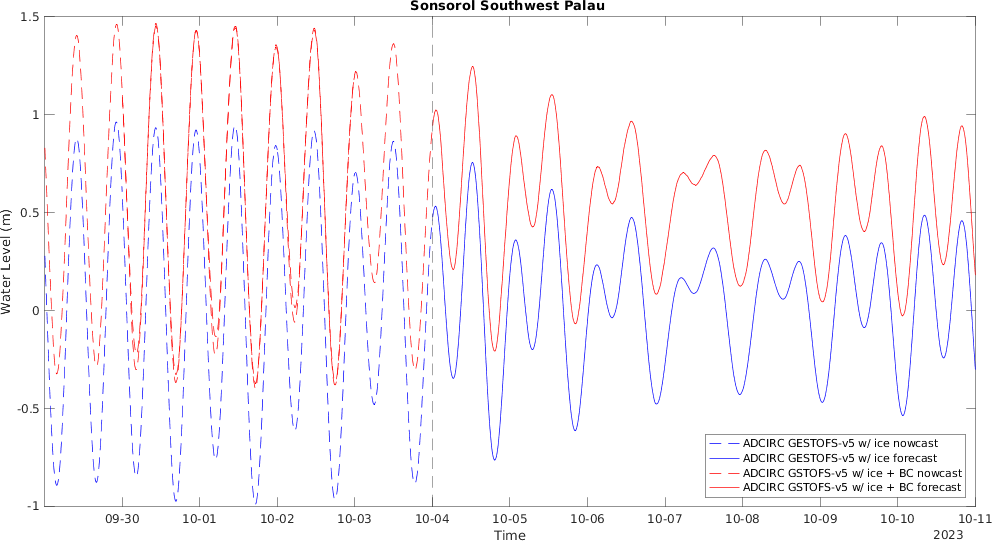 Sonsorol Southwest Palau
1.5
1
0.5
0
-0.5
-1
Water Level (m)
ADCIRC GESTOFS-v5 w/ ice nowcast
ADCIRC GESTOFS-v5 w/ ice forecast
ADCIRC GSTOFS-v5 w/ ice + BC nowcast
ADCIRC GSTOFS-v5 w/ ice + BC forecast
09-30 10-01 10-02 10-03 10-04 10-05 10-06 10-07 10-08 10-09 10-10 10-11
Time
2023